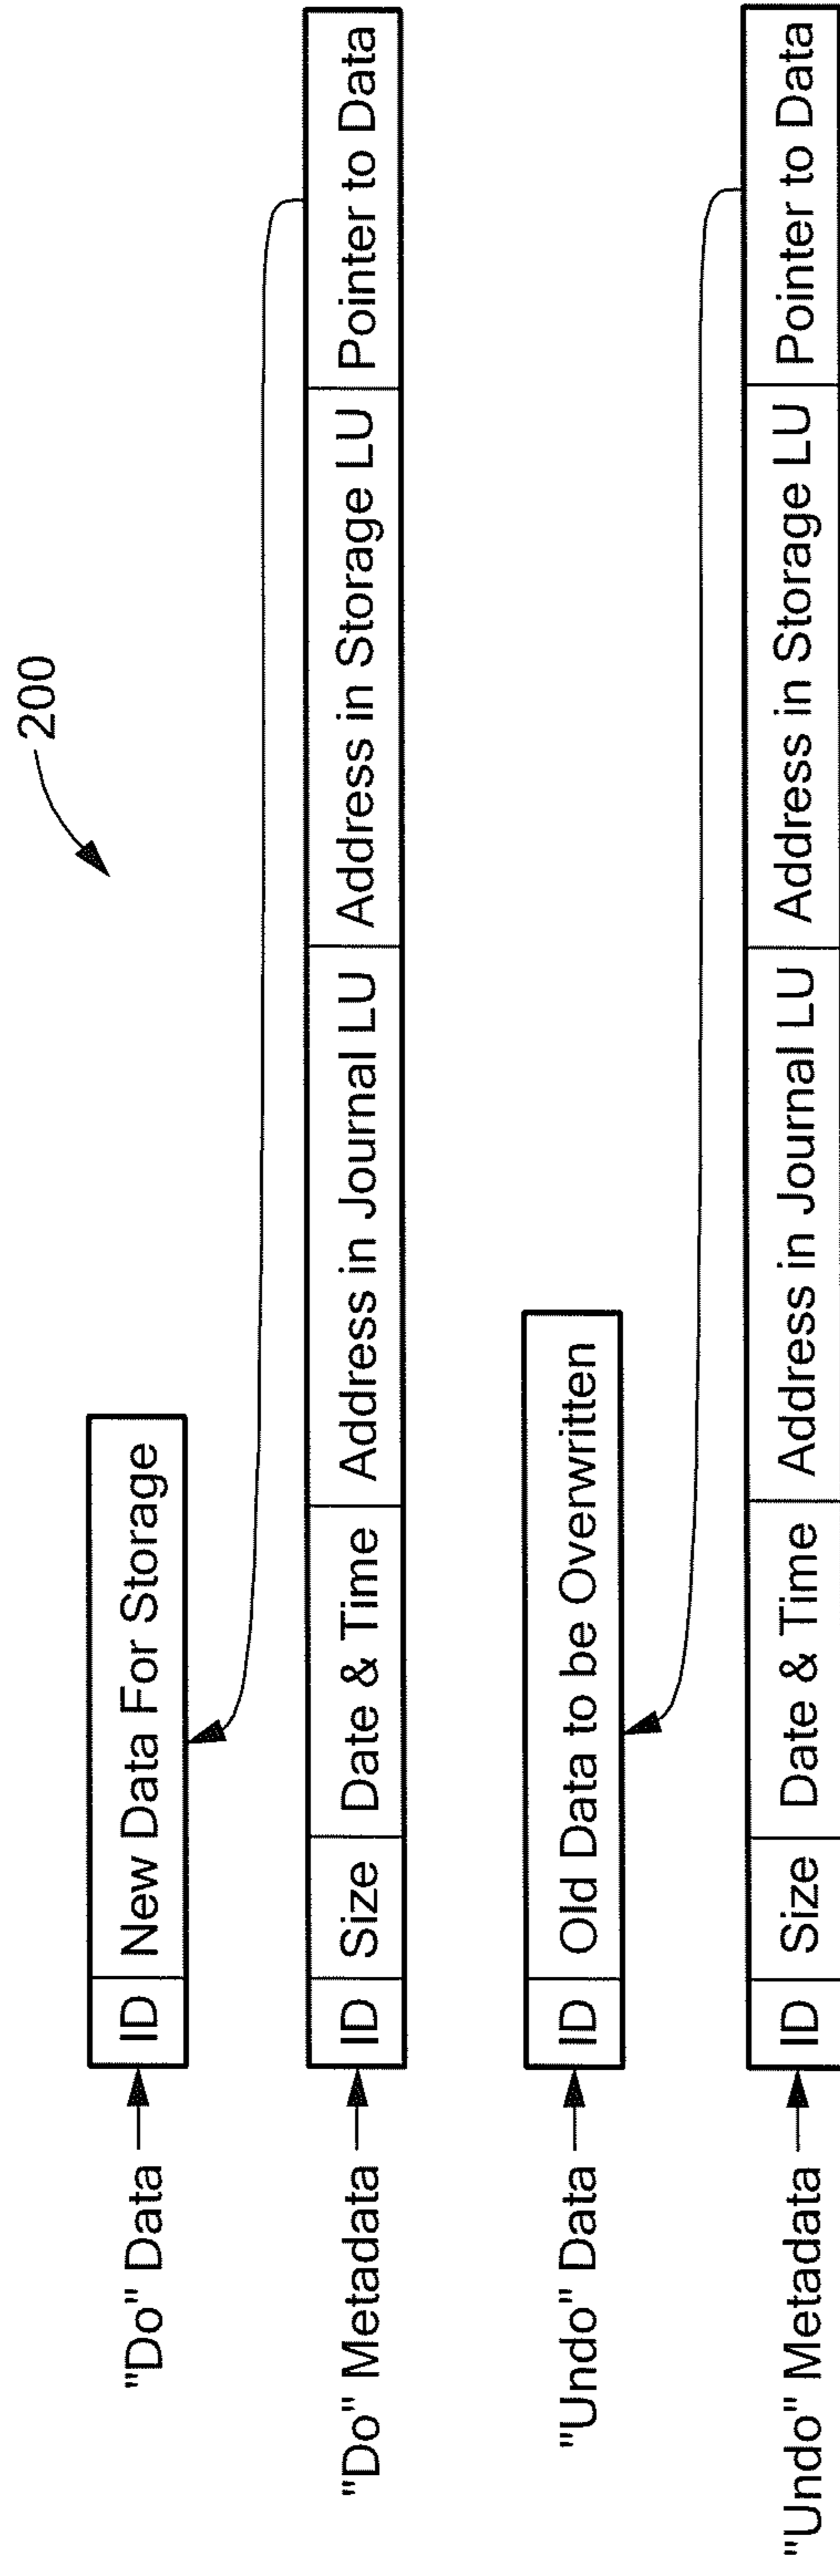 200
"Do" Data ID New Data For Storage
"Do" Metadata ID Size Date & Time Address in Journal LU Address in Storage LU Pointer to Data
"Undo" Data ID Old Data to be Overwritten
"Undo" Metadata ID Size Date & Time Address in Journal LU Address in Storage LU Pointer to Data